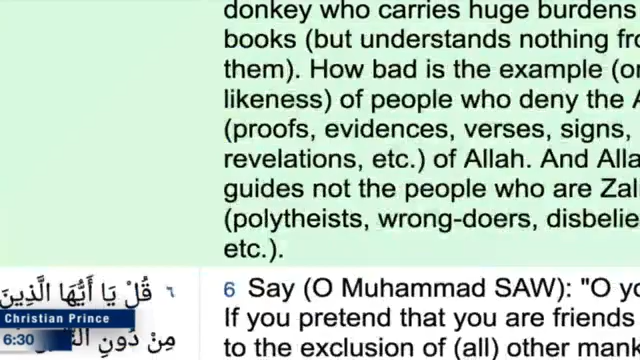 donkey who carries huge burdens
books (but understands nothing fro
them). How bad is the example (or
likeness) of people who deny the A
(proofs, evidences, verses, signs,
revelations, etc.) of Allah. And Alla
guides not the people who are Zali
(polytheists, wrong-doers, disbelie
etc.).
٦ قُلْ يَا أَيُّهَا الَّذِينَ
مِنْ دُونِ
6 Say (O Muhammad SAW): "O yo
If you pretend that you are friends
to the exclusion of (all) other mank
Christian Prince
6:30